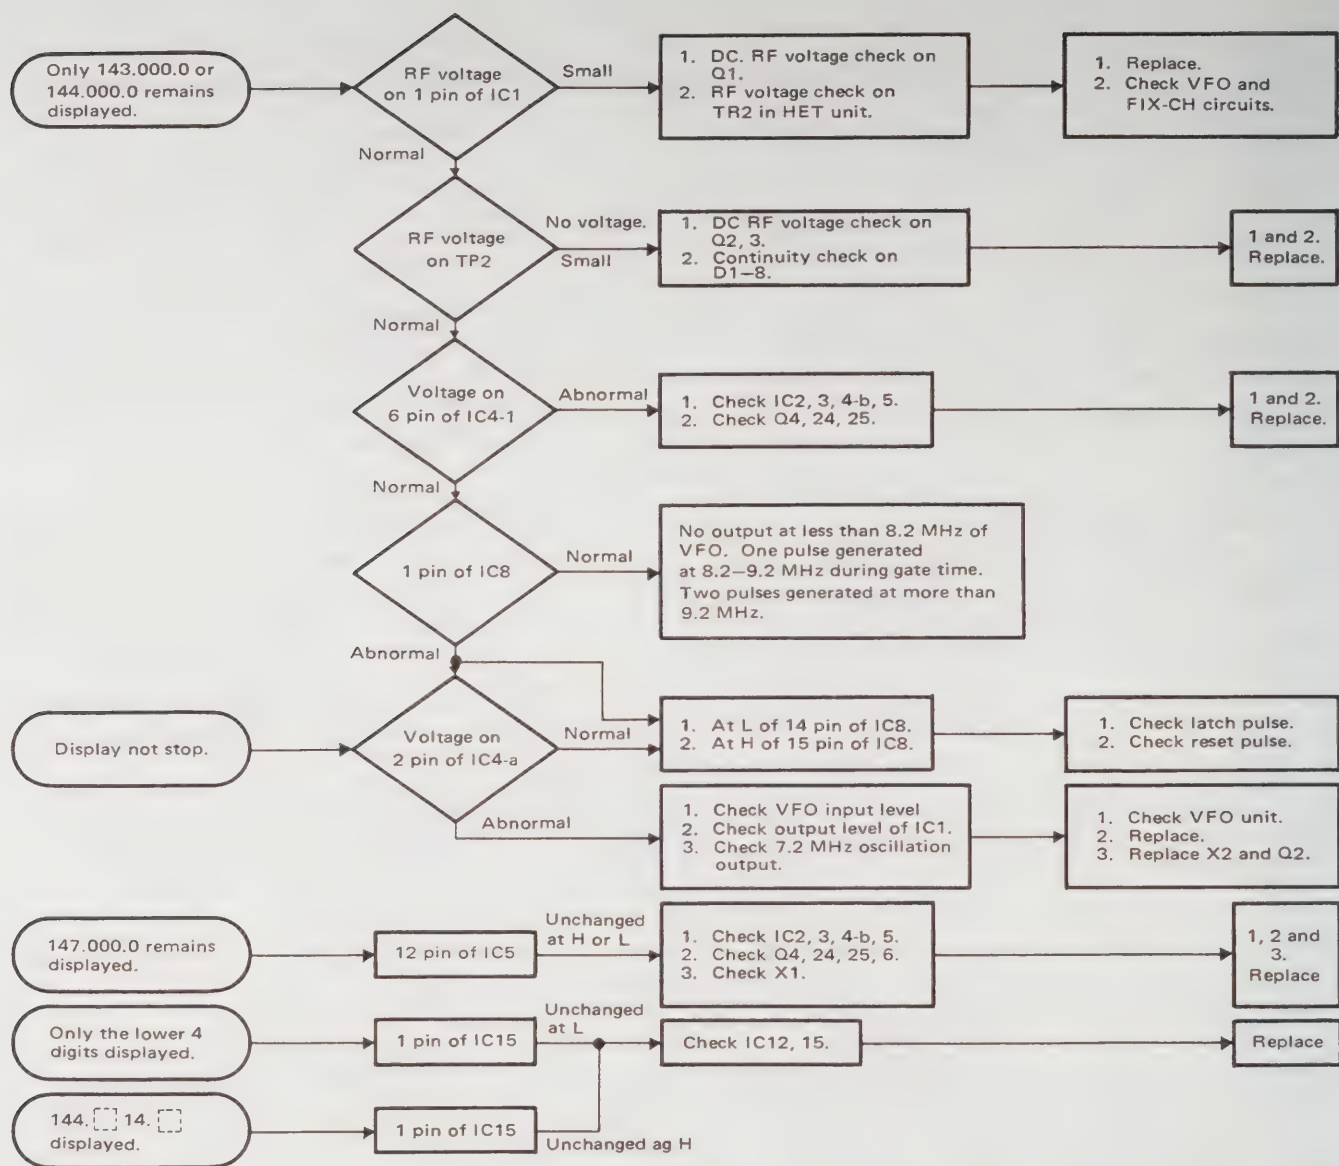 Only 143.000.0 or
144.000.0 remains
displayed.
RF voltage
on 1 pin of IC1
Small
1. DC. RF voltage check on
Q1.
2. RF voltage check on
TR2 in HET unit.
1. Replace.
2. Check VFO and
FIX-CH circuits.
Normal
RF voltage
on TP2
No voltage.
Small
1. DC RF voltage check on
Q2, 3.
2. Continuity check on
D1–8.
1 and 2.
Replace.
Normal
Voltage on
6 pin of IC4-1
Abnormal
1. Check IC2, 3, 4-b, 5.
2. Check Q4, 24, 25.
1 and 2.
Replace.
Normal
1 pin of IC8
Normal
No output at less than 8.2 MHz of
VFO. One pulse generated
at 8.2–9.2 MHz during gate time.
Two pulses generated at more than
9.2 MHz.
Abnormal
Display not stop.
Voltage on
2 pin of IC4-a
Normal
1. At L of 14 pin of IC8.
2. At H of 15 pin of IC8.
1. Check latch pulse.
2. Check reset pulse.
Abnormal
1. Check VFO input level
2. Check output level of IC1.
3. Check 7.2 MHz oscillation
output.
1. Check VFO unit.
2. Replace.
3. Replace X2 and Q2.
147.000.0 remains
displayed.
12 pin of IC5
Unchanged
at H or L
1. Check IC2, 3, 4-b, 5.
2. Check Q4, 24, 25, 6.
3. Check X1.
1, 2 and
3.
Replace
Only the lower 4
digits displayed.
1 pin of IC15
Unchanged
at L
Check IC12, 15.
Replace
144. 14.
displayed.
1 pin of IC15
Unchanged ag H